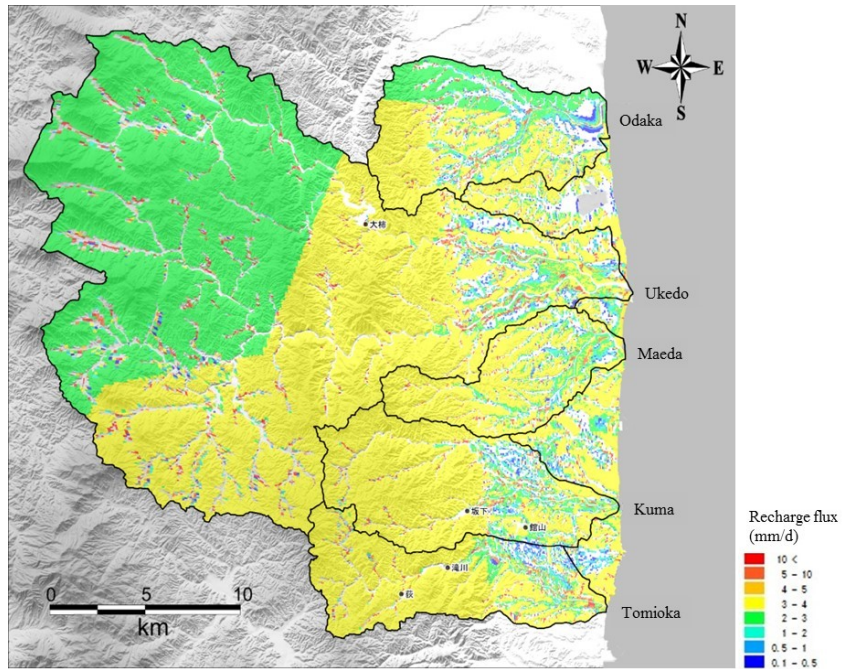 N
W E
S
Odaka
大柿
Ukedo
Maeda
Kuma
坂下
館山
滝川
荻
Tomioka
0 5 10
km
Recharge flux
(mm/d)
10 <
5 - 10
4 - 5
3 - 4
2 - 3
1 - 2
0.5 - 1
0.1 - 0.5